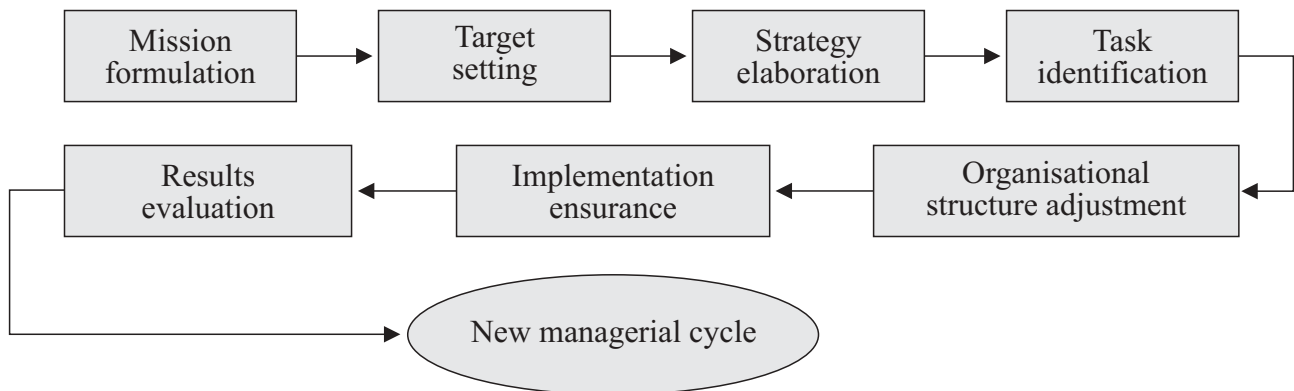 Mission
formulation
Target
setting
Strategy
elaboration
Task
identification
Organisational
structure adjustment
Implementation
ensurance
Results
evaluation
New managerial cycle